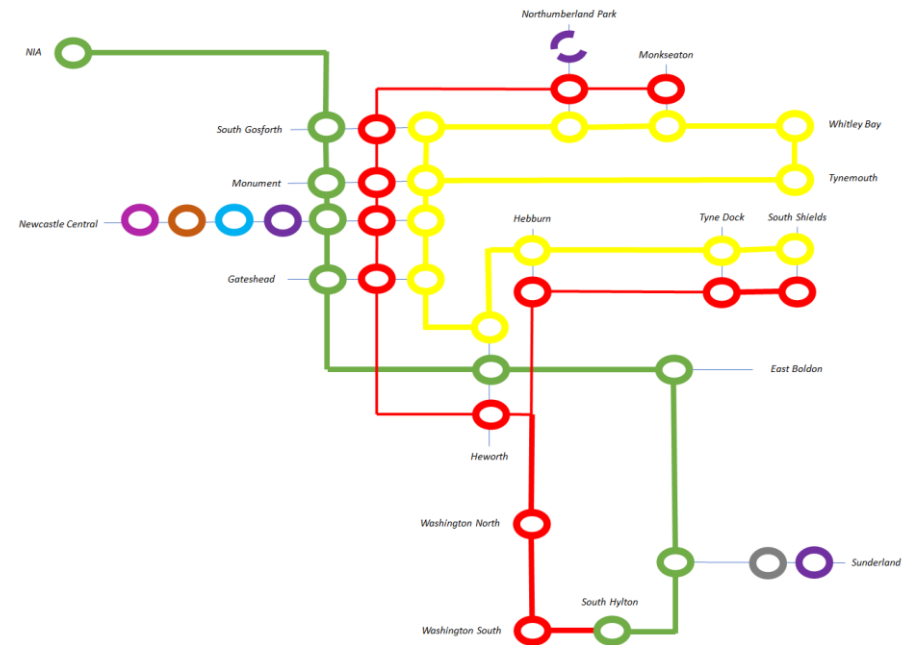 Northumberland Park
NIA
Monkseaton
South Gosforth
Whitley Bay
Monument
Tynemouth
Newcastle Central
Hebburn
Tyne Dock
South Shields
Gateshead
East Boldon
Heworth
Washington North
Sunderland
South Hylton
Washington South